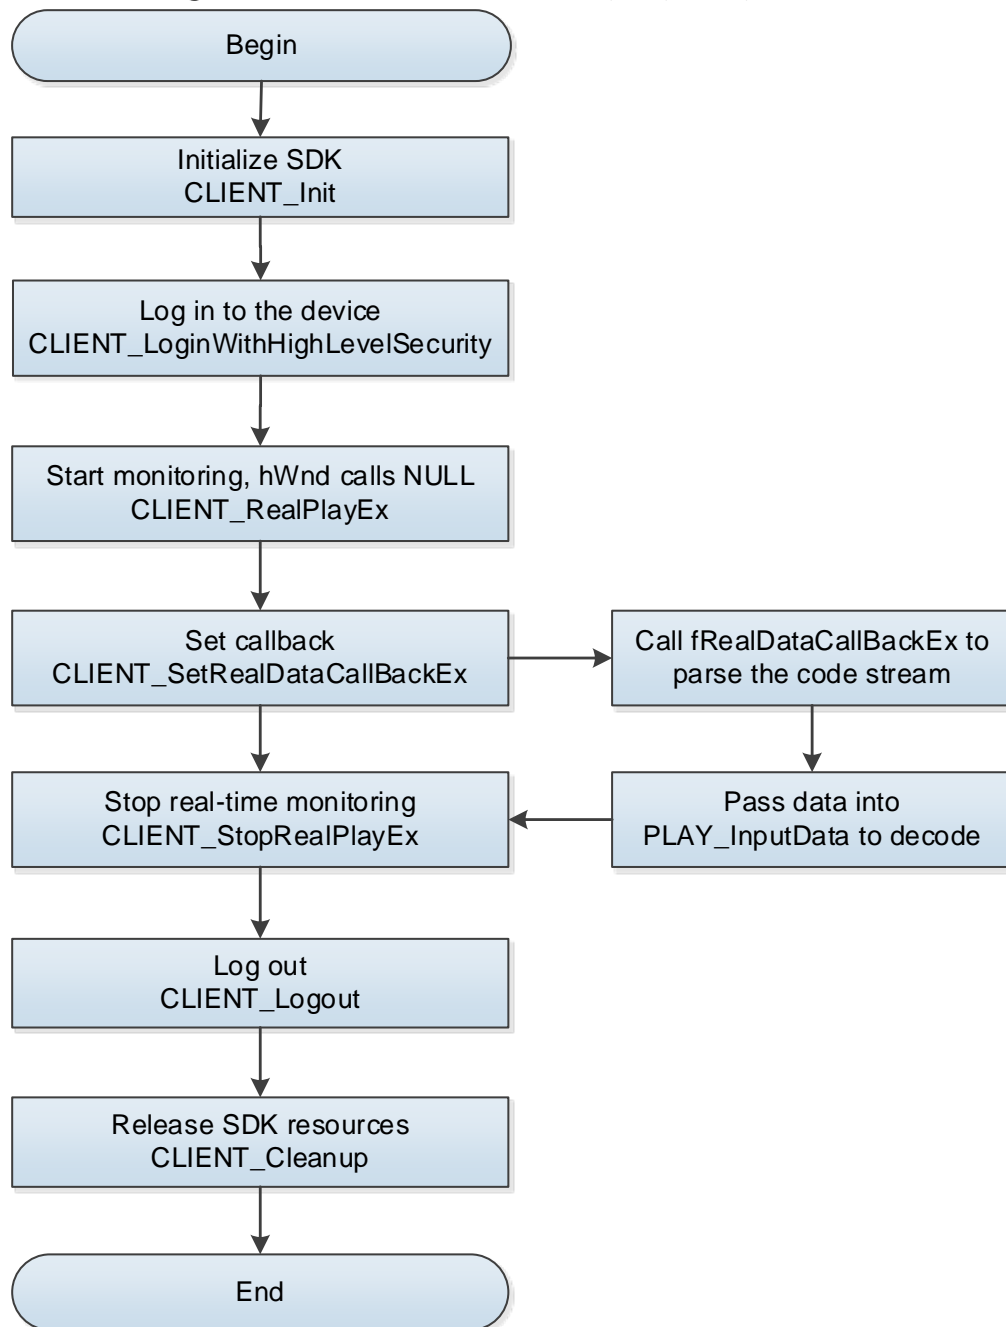 Begin
Initialize SDK
CLIENT_Init
Log in to the device
CLIENT_LoginWithHighLevelSecurity
Start monitoring, hWnd calls NULL
CLIENT_RealPlayEx
Set callback
CLIENT_SetRealDataCallBackEx
Call fRealDataCallBackEx to
parse the code stream
Stop real-time monitoring
CLIENT_StopRealPlayEx
Pass data into
PLAY_InputData to decode
Log out
CLIENT_Logout
Release SDK resources
CLIENT_Cleanup
End